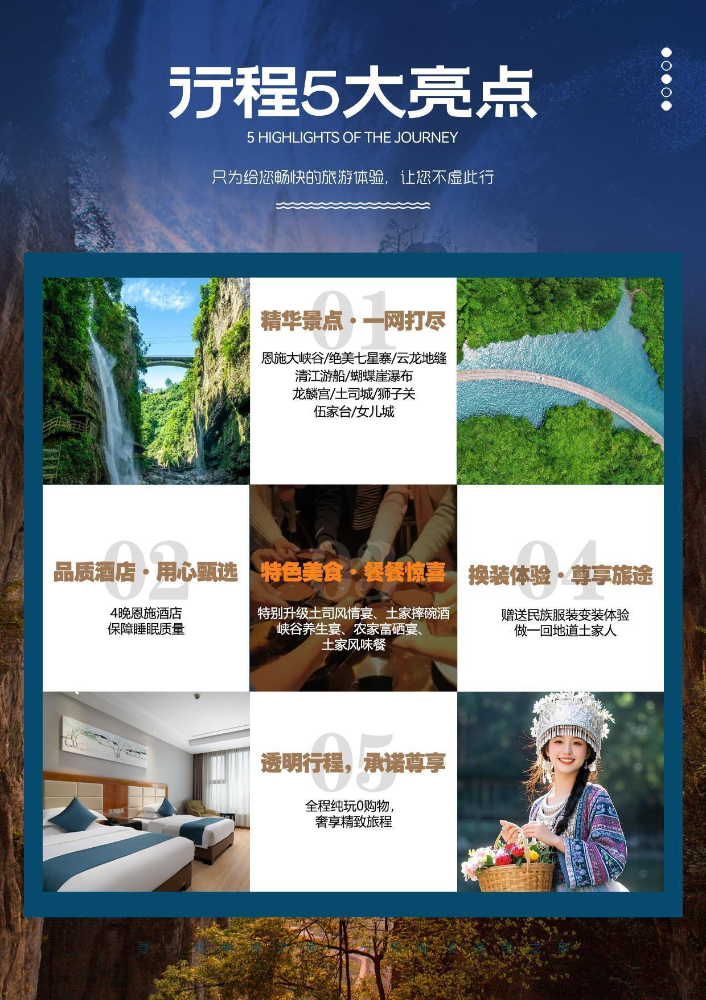 行程5大亮点
5 HIGHLIGHTS OF THE JOURNEY
只为给您畅快的旅游体验，让您不虚此行
01
精华景点·一网打尽
恩施大峡谷/绝美七星寨/云龙地缝
清江游船/蝴蝶崖瀑布
龙麟宫/土司城/狮子关
伍家台/女儿城
02
品质酒店·用心甄选
4晚恩施酒店
保障睡眠质量
03
特色美食·餐餐惊喜
特别升级土司风情宴、土家摔碗酒
峡谷养生宴、农家富硒宴、
土家风味餐
04
换装体验·尊享旅途
赠送民族服装变装体验
做一回地道土家人
05
透明行程，承诺尊享
全程纯玩0购物，
奢享精致旅程
寻一处 之旅